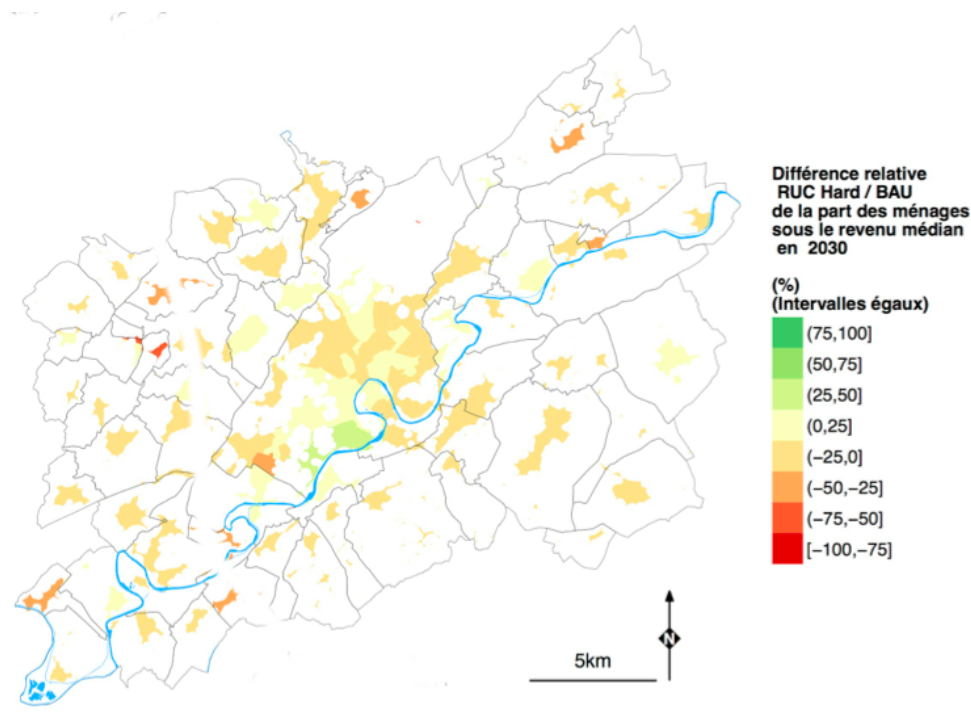 Différence relative
RUC Hard / BAU
de la part des ménages
sous le revenu médian
en 2030
(%)
(Intervalles égaux)
(75,100]
(50,75]
(25,50]
(0,25]
(−25,0]
(−50,−25]
(−75,−50]
[−100,−75]
N
5km